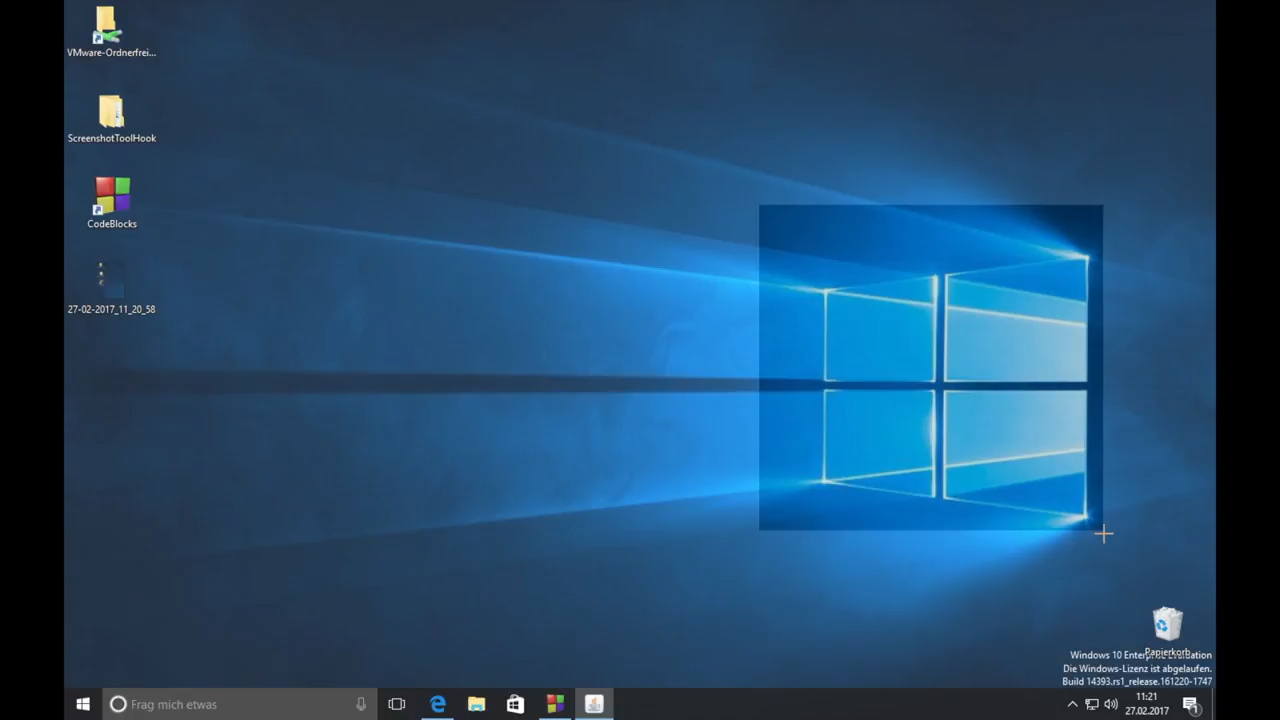 VMware-Ordnerfrei...
ScreenshotToolHook
CodeBlocks
27-02-2017_11_20_58
Papierkorb
Windows 10 Enterprise Evaluation
Die Windows-Lizenz ist abgelaufen.
Build 14393.rs1_release.161220-1747
Frag mich etwas
11:21
27.02.2017
1